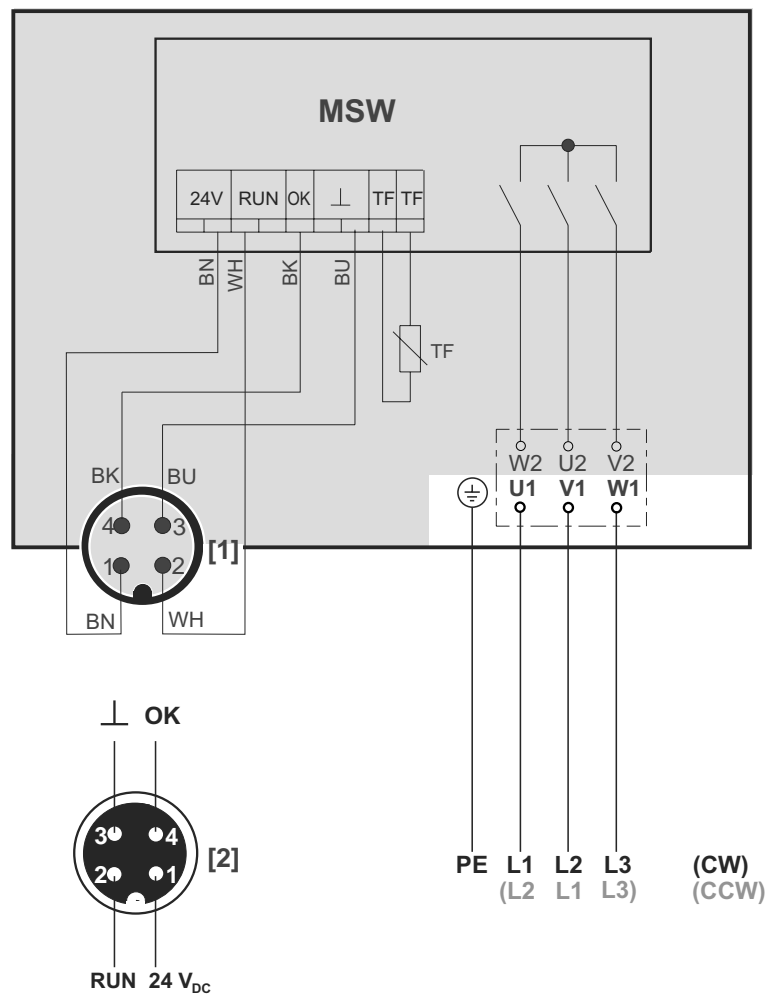 MSW
24V RUN OK ⊥ TF TF
BN WH BK BU
TF
W2 U2 V2
U1 V1 W1
BK BU
4 3
[1]
1 2
BN WH
⊥ OK
3 4
[2]
2 1
RUN 24 VDC
PE L1 L2 L3 (CW)
(L2 L1 L3) (CCW)